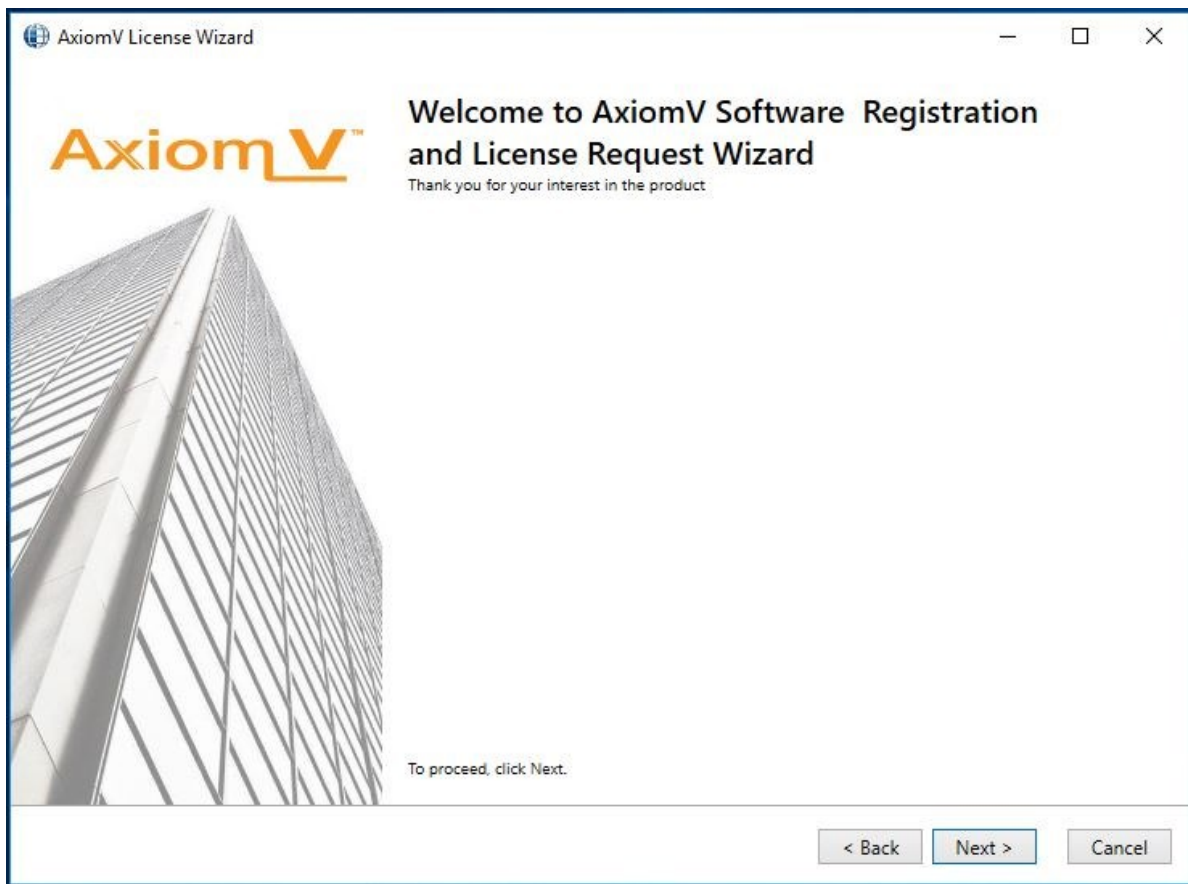 AxiomV License Wizard
AxiomV™
Welcome to AxiomV Software  Registration
and License Request Wizard
Thank you for your interest in the product
To proceed, click Next.
< Back
Next >
Cancel